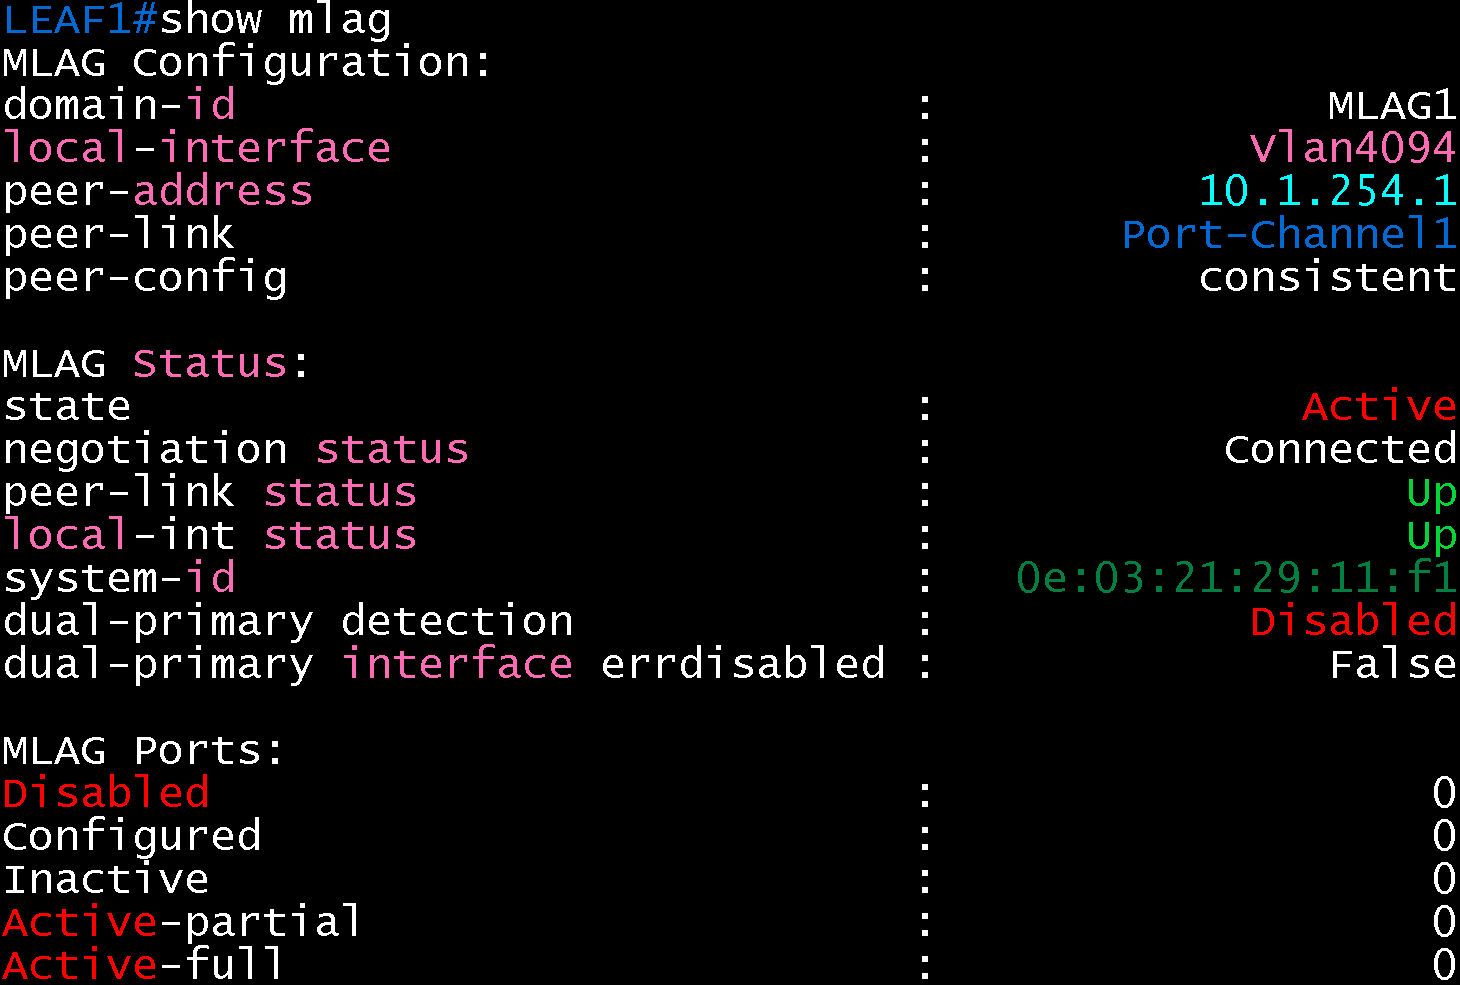 LEAF1#show mlag
MLAG Configuration:
domain-id : MLAG1
local-interface : Vlan4094
peer-address : 10.1.254.1
peer-link : Port-Channel1
peer-config : consistent
MLAG Status:
state : Active
negotiation status : Connected
peer-link status : Up
local-int status : Up
system-id : 0e:03:21:29:11:f1
dual-primary detection : Disabled
dual-primary interface errdisabled : False
MLAG Ports:
Disabled : 0
Configured : 0
Inactive : 0
Active-partial : 0
Active-full : 0